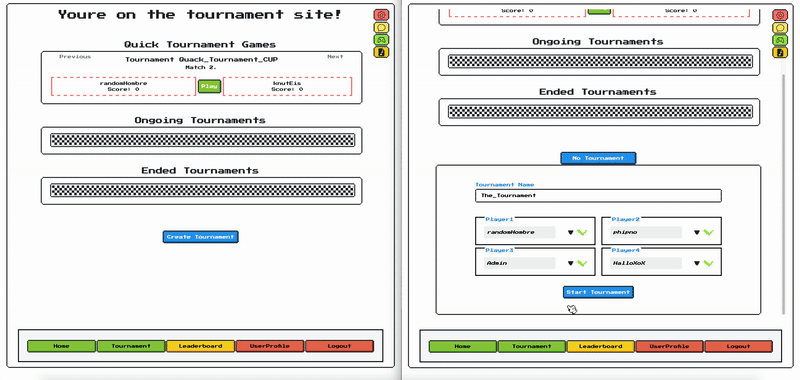 Youre on the tournament site!
Quick Tournament Games
Previous
Tournament Quack_Tournament_CUP
Next
Match 2.
randomHombre
Score: 0
Play
knutEis
Score: 0
Ongoing Tournaments
Ended Tournaments
Create Tournament
Home
Tournament
Leaderboard
UserProfile
Logout
Score: 0
Score: 0
Ongoing Tournaments
Ended Tournaments
No Tournament
Tournament Name
The_Tournament
Player1
randomHombre
Player2
phipno
Player3
Admin
Player4
HalloXoX
Start Tournament
Home
Tournament
Leaderboard
UserProfile
Logout